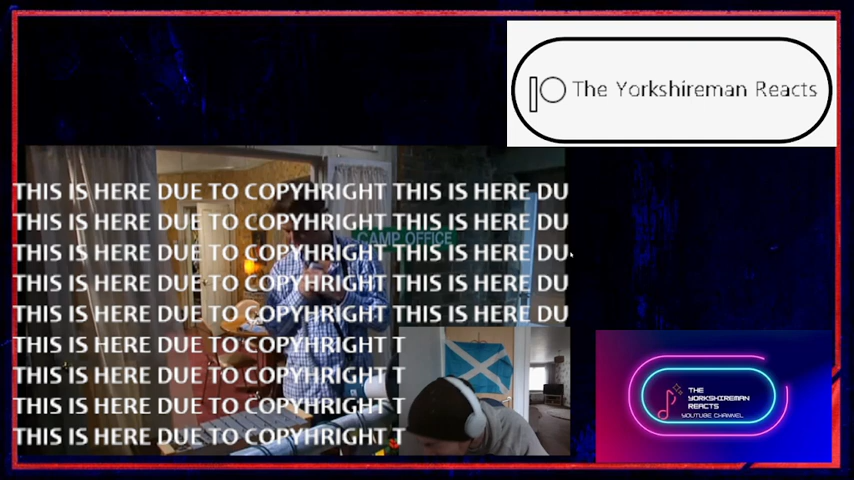 The Yorkshireman Reacts
THIS IS HERE DUE TO COPYHRIGHT THIS IS HERE DU
THIS IS HERE DUE TO COPYHRIGHT THIS IS HERE DU
CAMP OFFICE
THIS IS HERE DUE TO COPYHRIGHT THIS IS HERE DU
THIS IS HERE DUE TO COPYHRIGHT THIS IS HERE DU
THIS IS HERE DUE TO COPYHRIGHT THIS IS HERE DU
THIS IS HERE DUE TO COPYHRIGHT T
THIS IS HERE DUE TO COPYHRIGHT T
THIS IS HERE DUE TO COPYHRIGHT T
THIS IS HERE DUE TO COPYHRIGHT T
THE
YORKSHIREMAN
REACTS
YOUTUBE CHANNEL